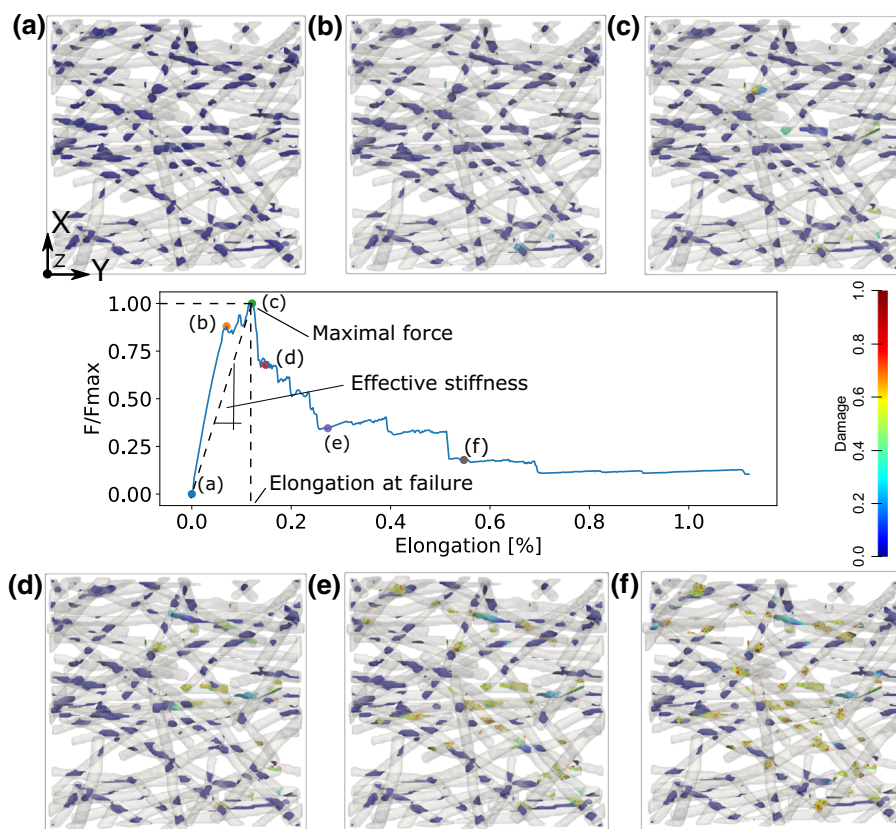 (a) (b) (c)
X
Z
Y
1.00
0.75
0.50
0.25
0.00
F/Fmax
(b)
(c)
Maximal force
(d)
Effective stiffness
(e)
(f)
(a)
Elongation at failure
0.0 0.2 0.4 0.6 0.8 1.0
Elongation [%]
Damage
1.0
0.8
0.6
0.4
0.2
0.0
(d) (e) (f)